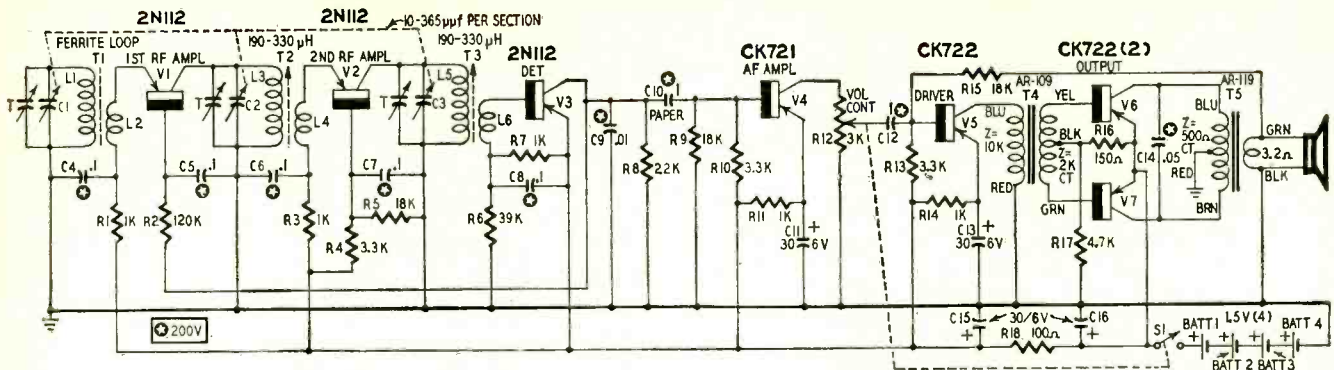 2N112
2N112
10-365µµf PER SECTION
FERRITE LOOP
T1
1ST RF AMPL
V1
190-330µH
T2
2ND RF AMPL
V2
190-330µH
T3
2N112
DET
V3
CK721
AF AMPL
V4
VOL
CONT
R12
3K
CK722
DRIVER
V5
CK722(2)
OUTPUT
V6
V7
L1
T
C1
L2
T
C2
L3
L4
T
C3
L5
L6
C4 .1
C5 .1
C6 .1
C7 .1
R1 1K
R2 120K
R3 1K
R4 3.3K
R5 18K
R6 39K
R7 1K
C8 .1
C9 .01
C10 .1
PAPER
R8 22K
R9 18K
R10 3.3K
R11 1K
C11
30 6V
C12 1
R13 3.3K
R14 1K
C13
30 6V
R15 18K
AR-109
T4
BLU
Z=
10K
RED
YEL
BLK
Z=
2K
CT
GRN
R16
150Ω
R17 4.7K
C14 .05
AR-119
T5
BLU
Z=
500Ω
CT
RED
BRN
GRN
3.2Ω
BLK
C15 30/6V C16
R18 100Ω
S1
1.5V(4)
BATT 1
BATT 2
BATT 3
BATT 4
✪ 200V